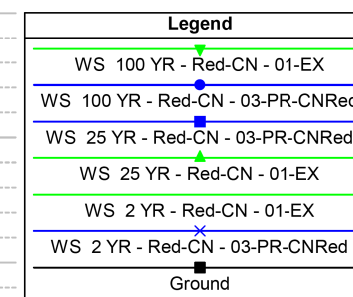 Legend
WS 100 YR - Red-CN - 01-EX
WS 100 YR - Red-CN - 03-PR-CNRed
WS 25 YR - Red-CN - 03-PR-CNRed
WS 25 YR - Red-CN - 01-EX
WS 2 YR - Red-CN - 01-EX
WS 2 YR - Red-CN - 03-PR-CNRed
Ground